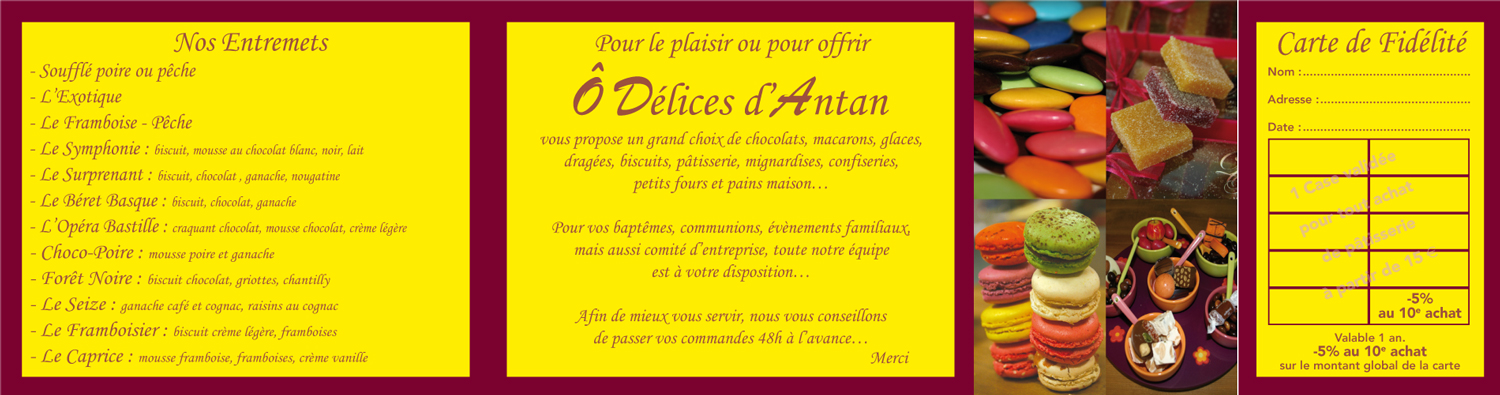 Nos Entremets
- Soufflé poire ou pêche
- L'Exotique
- Le Framboise - Pêche
- Le Symphonie : biscuit, mousse au chocolat blanc, noir, lait
- Le Surprenant : biscuit, chocolat , ganache, nougatine
- Le Béret Basque : biscuit, chocolat, ganache
- L'Opéra Bastille : craquant chocolat, mousse chocolat, crème légère
- Choco-Poire : mousse poire et ganache
- Forêt Noire : biscuit chocolat, griottes, chantilly
- Le Seize : ganache café et cognac, raisins au cognac
- Le Framboisier : biscuit crème légère, framboises
- Le Caprice : mousse framboise, framboises, crème vanille
Pour le plaisir ou pour offrir
Ô Délices d'Antan
vous propose un grand choix de chocolats, macarons, glaces,
dragées, biscuits, pâtisserie, mignardises, confiseries,
petits fours et pains maison…
Pour vos baptêmes, communions, évènements familiaux,
mais aussi comité d'entreprise, toute notre équipe
est à votre disposition…
Afin de mieux vous servir, nous vous conseillons
de passer vos commandes 48h à l'avance…
Merci
Carte de Fidélité
Nom :..................................................
Adresse :.............................................
Date :..................................................
1 Case validée
pour tout achat
de pâtisserie
à partir de 15 €
-5%
au 10e achat
Valable 1 an.
-5% au 10e achat
sur le montant global de la carte